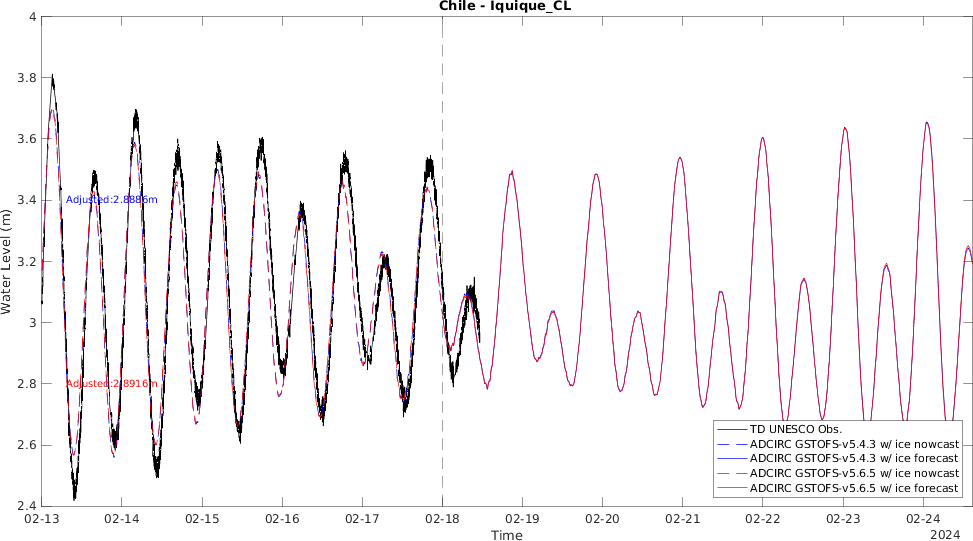 Chile - Iquique_CL
4
3.8
3.6
3.4
3.2
3
2.8
2.6
2.4
Water Level (m)
Adjusted:2.8886m
Adjusted:2.8916m
TD UNESCO Obs.
ADCIRC GSTOFS-v5.4.3 w/ ice nowcast
ADCIRC GSTOFS-v5.4.3 w/ ice forecast
ADCIRC GSTOFS-v5.6.5 w/ ice nowcast
ADCIRC GSTOFS-v5.6.5 w/ ice forecast
02-13 02-14 02-15 02-16 02-17 02-18 02-19 02-20 02-21 02-22 02-23 02-24
Time
2024